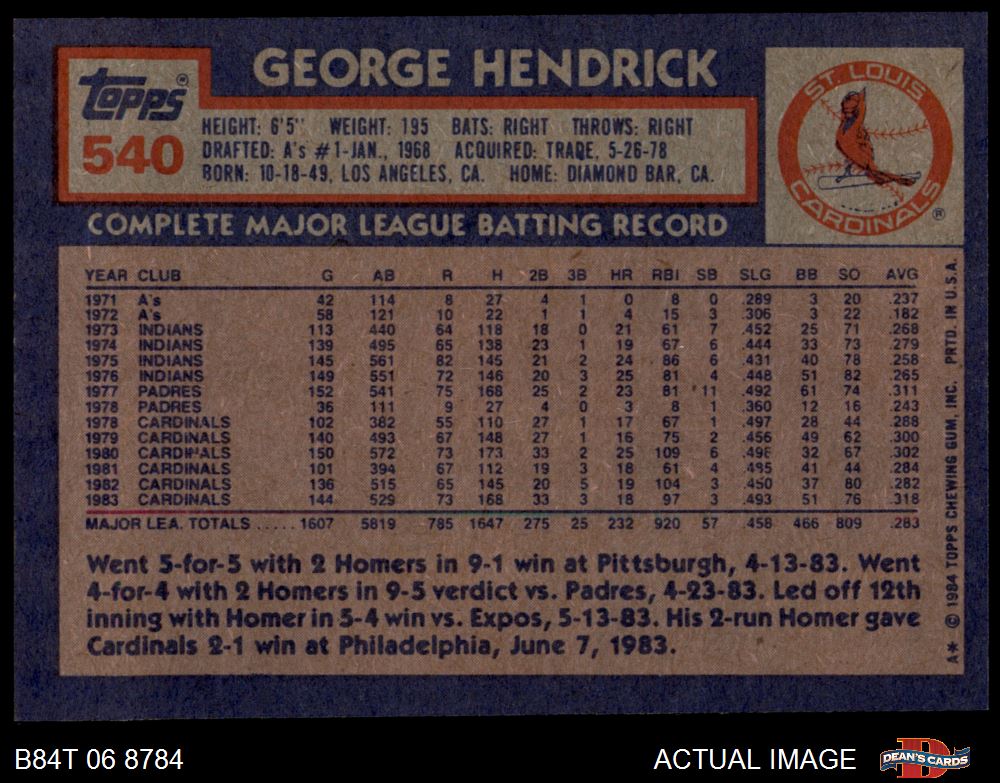 GEORGE HENDRICK
Topps®
540
HEIGHT: 6'5" WEIGHT: 195 BATS: RIGHT THROWS: RIGHT
DRAFTED: A's #1-JAN., 1968 ACQUIRED: TRADE, 5-26-78
BORN: 10-18-49, LOS ANGELES, CA. HOME: DIAMOND BAR, CA.
ST. LOUIS
CARDINALS®
COMPLETE MAJOR LEAGUE BATTING RECORD
YEAR CLUB G AB R H 2B 3B HR RBI SB SLG BB SO AVG
1971 A's 42 114 8 27 4 1 0 8 0 .289 3 20 .237
1972 A's 58 121 10 22 1 1 4 15 3 .306 3 22 .182
1973 INDIANS 113 440 64 118 18 0 21 61 7 .452 25 71 .268
1974 INDIANS 139 495 65 138 23 1 19 67 6 .444 33 73 .279
1975 INDIANS 145 561 82 145 21 2 24 86 6 .431 40 78 .258
1976 INDIANS 149 551 72 146 20 3 25 81 4 .448 51 82 .265
1977 PADRES 152 541 75 168 25 2 23 81 11 .492 61 74 .311
1978 PADRES 36 111 9 27 4 0 3 8 1 .360 12 16 .243
1978 CARDINALS 102 382 55 110 27 1 17 67 1 .497 28 44 .288
1979 CARDINALS 140 493 67 148 27 1 16 75 2 .456 49 62 .300
1980 CARDINALS 150 572 73 173 33 2 25 109 6 .498 32 67 .302
1981 CARDINALS 101 394 67 112 19 3 18 61 4 .485 41 44 .284
1982 CARDINALS 136 515 65 145 20 5 19 104 3 .450 37 80 .282
1983 CARDINALS 144 529 73 168 33 3 18 97 3 .493 51 76 .318
MAJOR LEA. TOTALS ..... 1607 5819 785 1647 275 25 232 920 57 .458 466 809 .283
Went 5-for-5 with 2 Homers in 9-1 win at Pittsburgh, 4-13-83. Went
4-for-4 with 2 Homers in 9-5 verdict vs. Padres, 4-23-83. Led off 12th
inning with Homer in 5-4 win vs. Expos, 5-13-83. His 2-run Homer gave
Cardinals 2-1 win at Philadelphia, June 7, 1983.
A* © 1984 TOPPS CHEWING GUM, INC. PRTD. IN U.S.A.
B84T 06 8784
ACTUAL IMAGE
D
DEAN'S CARDS